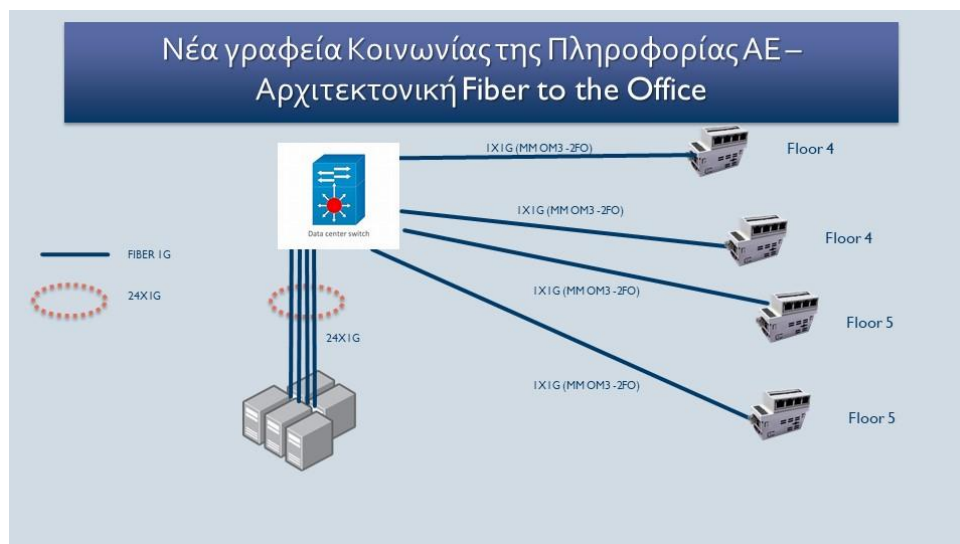 Νέα γραφεία Κοινωνίας της Πληροφορίας ΑΕ –
Αρχιτεκτονική Fiber to the Office
1X1G (MM OM3 -2FO)
Floor 4
1X1G (MM OM3 -2FO)
Data center switch
Floor 4
FIBER 1G
1X1G (MM OM3 -2FO)
24X1G
Floor 5
24X1G
1X1G (MM OM3 -2FO)
Floor 5